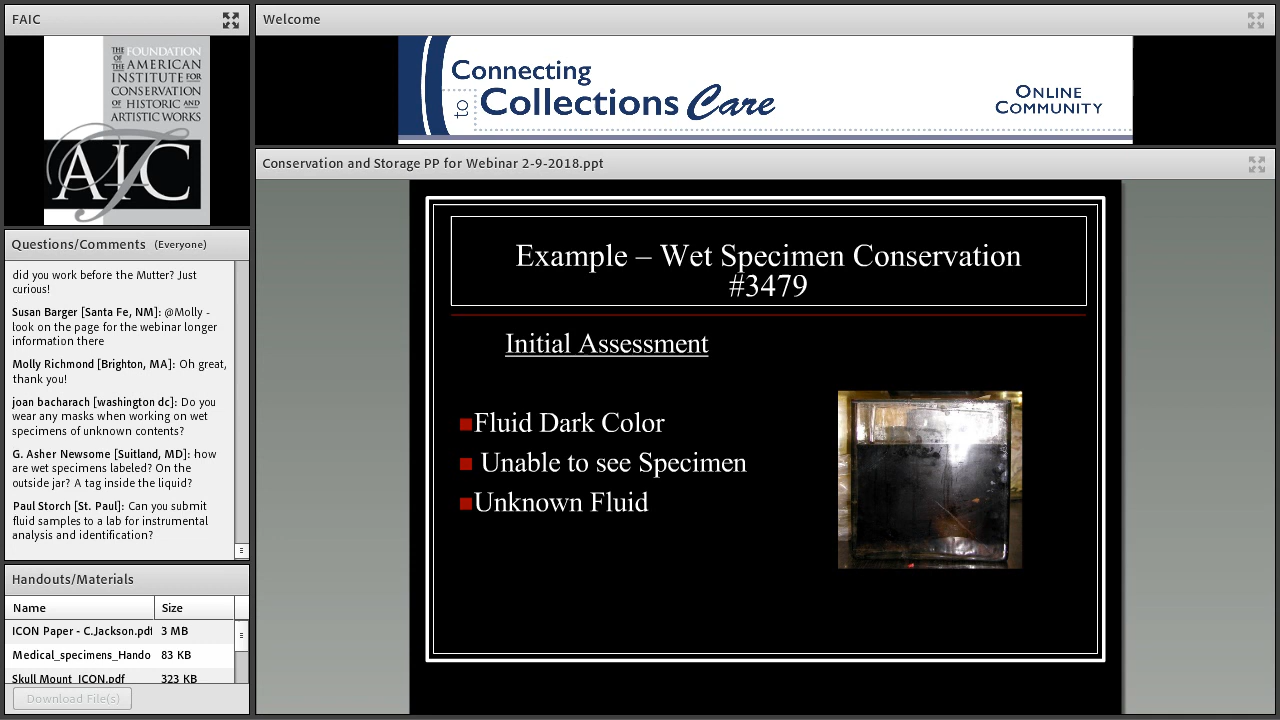 FAIC
THE FOUNDATION
OF THE AMERICAN
INSTITUTE FOR
CONSERVATION
OF HISTORIC AND
ARTISTIC WORKS
AIC
Questions/Comments (Everyone)
did you work before the Mutter? Just
curious!
Susan Barger [Santa Fe, NM]: @Molly -
look on the page for the webinar longer
information there
Molly Richmond [Brighton, MA]: Oh great,
thank you!
joan bacharach [washington dc]: Do you
wear any masks when working on wet
specimens of unknown contents?
G. Asher Newsome [Suitland, MD]: how
are wet specimens labeled? On the
outside jar? A tag inside the liquid?
Paul Storch [St. Paul]: Can you submit
fluid samples to a lab for instrumental
analysis and identification?
Handouts/Materials
Name Size
ICON Paper - C.Jackson.pdf 3 MB
Medical_specimens_Hando 83 KB
Skull Mount_ICON.pdf 323 KB
Download File(s)
Welcome
Connecting
to Collections Care
ONLINE
COMMUNITY
Conservation and Storage PP for Webinar 2-9-2018.ppt
Example – Wet Specimen Conservation
#3479
Initial Assessment
Fluid Dark Color
Unable to see Specimen
Unknown Fluid